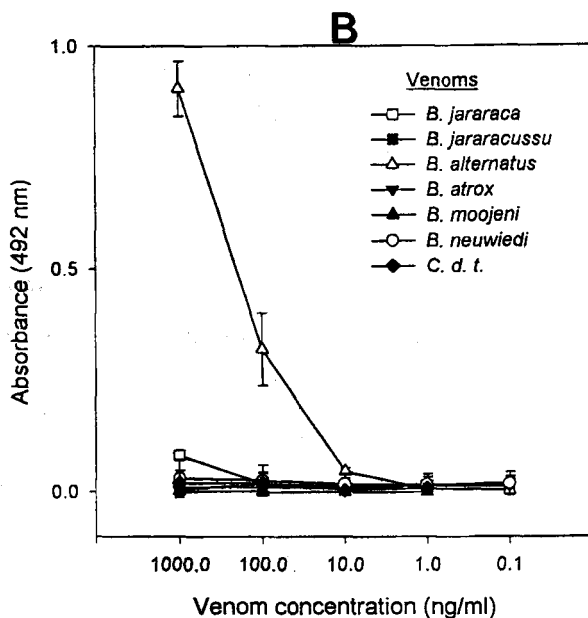 B
1.0
0.5
0.0
Absorbance (492 nm)
Venoms
B. jararaca
B. jararacussu
B. alternatus
B. atrox
B. moojeni
B. neuwiedi
C. d. t.
1000.0 100.0 10.0 1.0 0.1
Venom concentration (ng/ml)